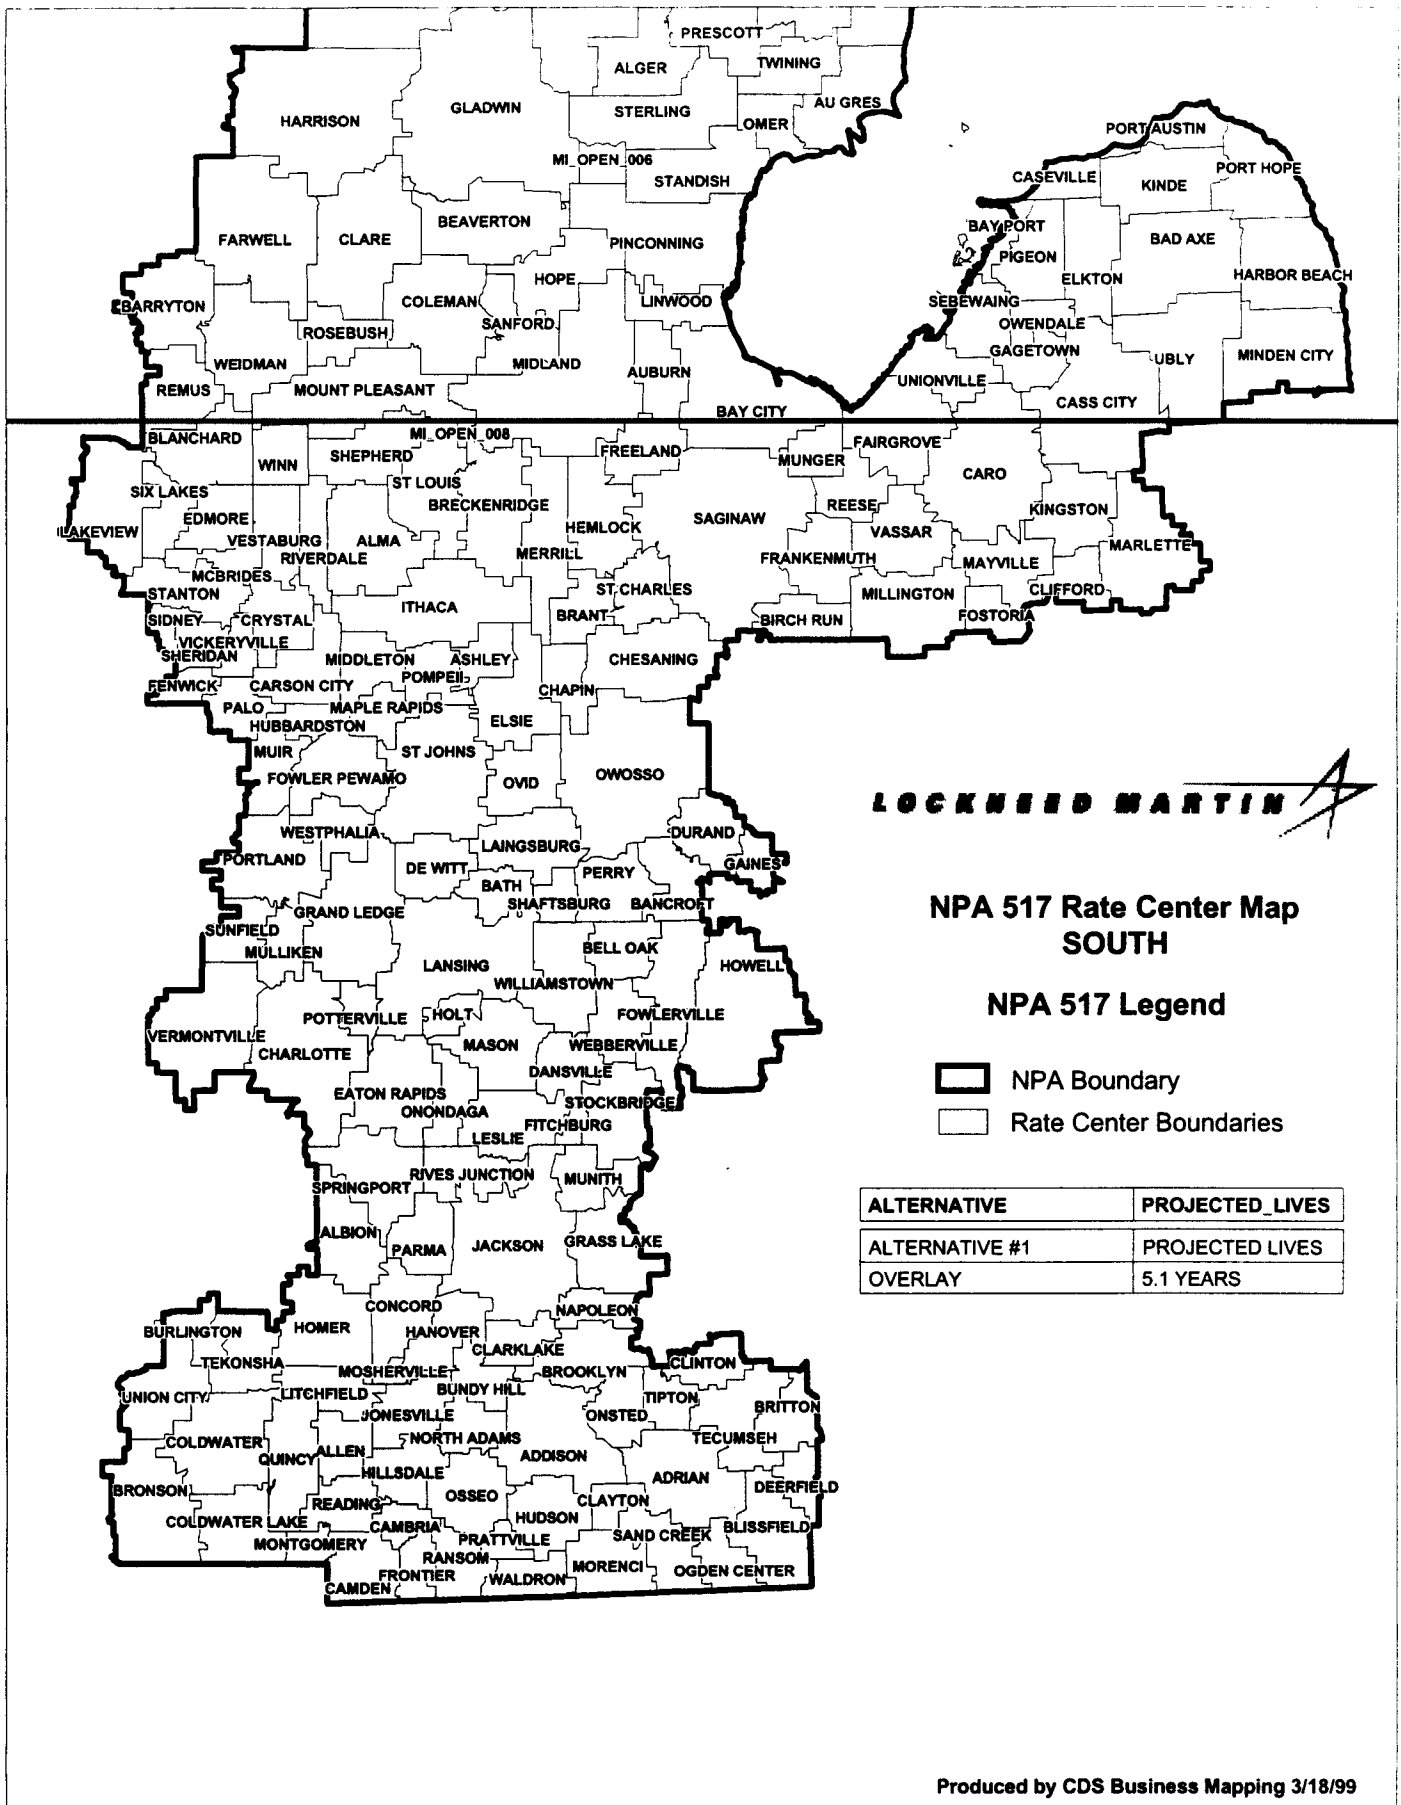 PRESCOTT
ALGER
TWINING
GLADWIN
STERLING
AU GRES
HARRISON
OMER
PORT AUSTIN
MI_OPEN_006
STANDISH
CASEVILLE
KINDE
PORT HOPE
BEAVERTON
FARWELL
CLARE
PINCONNING
BAY PORT
BAD AXE
PIGEON
HOPE
ELKTON
HARBOR BEACH
BARRYTON
COLEMAN
LINWOOD
SEBEWAING
SANFORD
ROSEBUSH
OWENDALE
GAGETOWN
WEIDMAN
MIDLAND
AUBURN
UBLY
MINDEN CITY
REMUS
MOUNT PLEASANT
UNIONVILLE
BAY CITY
CASS CITY
BLANCHARD
MI_OPEN_008
FAIRGROVE
WINN
SHEPHERD
FREELAND
MUNGER
CARO
SIX LAKES
ST LOUIS
BRECKENRIDGE
REESE
KINGSTON
EDMORE
SAGINAW
LAKEVIEW
HEMLOCK
VASSAR
VESTABURG
ALMA
MARLETTE
RIVERDALE
MERRILL
FRANKENMUTH
MAYVILLE
MCBRIDES
STANTON
ST CHARLES
MILLINGTON
CLIFFORD
ITHACA
SIDNEY
CRYSTAL
BRANT
BIRCH RUN
FOSTORIA
VICKERYVILLE
SHERIDAN
MIDDLETON
ASHLEY
CHESANING
POMPEII
FENWICK
CARSON CITY
CHAPIN
PALO
MAPLE RAPIDS
HUBBARDSTON
ELSIE
MUIR
ST JOHNS
FOWLER PEWAMO
OVID
OWOSSO
LOCKHEED MARTIN
WESTPHALIA
DURAND
LAINGSBURG
PORTLAND
DE WITT
PERRY
GAINES
BATH
SHAFTSBURG
BANCROFT
GRAND LEDGE
NPA 517 Rate Center Map
SOUTH
SUNFIELD
MULLIKEN
BELL OAK
LANSING
HOWELL
WILLIAMSTOWN
NPA 517 Legend
POTTERVILLE
HOLT
FOWLERVILLE
VERMONTVILLE
CHARLOTTE
MASON
WEBBERVILLE
DANSVILLE
NPA Boundary
EATON RAPIDS
STOCKBRIDGE
ONONDAGA
Rate Center Boundaries
FITCHBURG
LESLIE
RIVES JUNCTION
MUNITH
SPRINGPORT
ALTERNATIVE PROJECTED_LIVES
ALBION
PARMA
JACKSON
GRASS LAKE
ALTERNATIVE #1 PROJECTED LIVES
OVERLAY 5.1 YEARS
CONCORD
NAPOLEON
BURLINGTON
HOMER
HANOVER
CLARKLAKE
TEKONSHA
CLINTON
MOSHERVILLE
BROOKLYN
UNION CITY
LITCHFIELD
BUNDY HILL
TIPTON
BRITTON
JONESVILLE
ONSTED
COLDWATER
NORTH ADAMS
TECUMSEH
QUINCY
ALLEN
ADDISON
HILLSDALE
ADRIAN
BRONSON
DEERFIELD
READING
OSSEO
CLAYTON
COLDWATER LAKE
CAMBRIA
HUDSON
BLISSFIELD
SAND CREEK
MONTGOMERY
PRATTVILLE
RANSOM
MORENCI
OGDEN CENTER
FRONTIER
WALDRON
CAMDEN
Produced by CDS Business Mapping 3/18/99